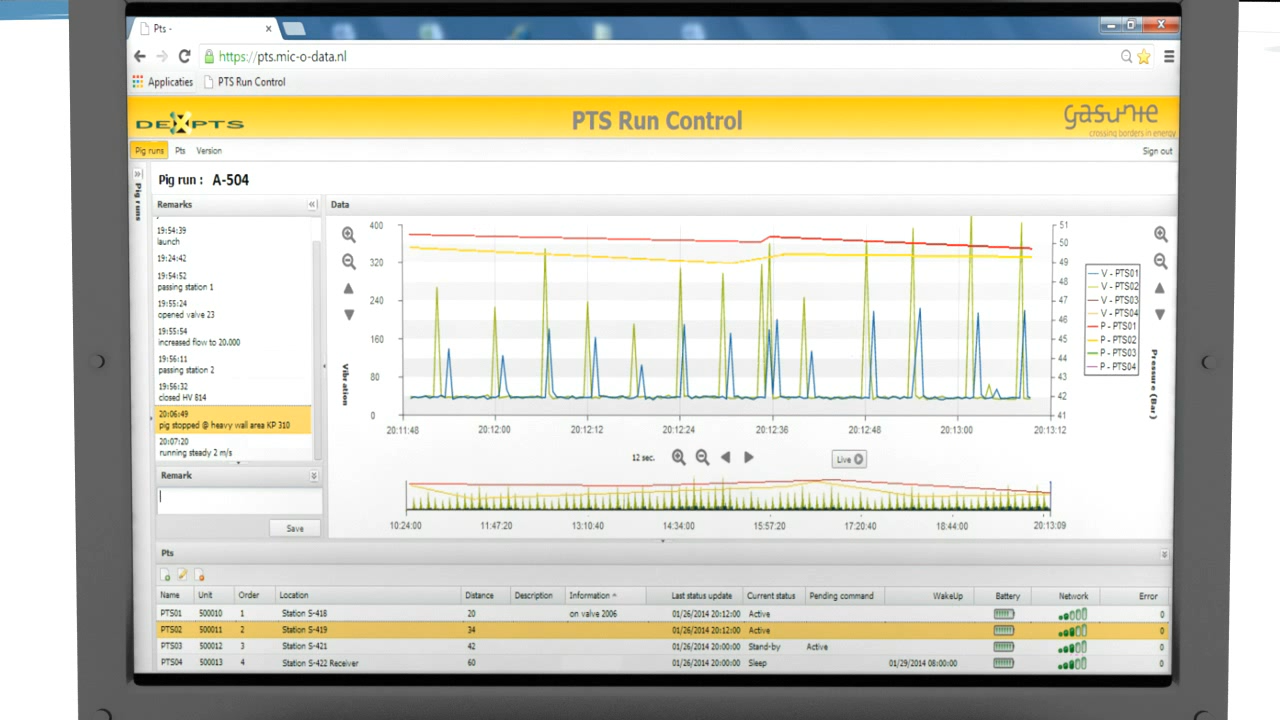 Pts -
https://pts.mic-o-data.nl
Applicaties PTS Run Control
DEXPTS
PTS Run Control
gasunie
crossing borders in energy
Pig runs Pts Version
Sign out
Pig runs
Pig run : A-504
Remarks
19:54:39
launch
19:24:42
19:54:52
passing station 1
19:55:24
opened valve 23
19:55:54
increased flow to 20.000
19:56:11
passing station 2
19:56:32
closed HV 814
20:06:49
pig stopped @ heavy wall area KP 310
20:07:20
running steady 2 m/s
Remark
Save
Data
400
320
240
160
80
0
Vibration
51
50
49
48
47
46
45
44
43
42
41
Pressure (Bar)
V - PTS01
V - PTS02
V - PTS03
V - PTS04
P - PTS01
P - PTS02
P - PTS03
P - PTS04
20:11:48 20:12:00 20:12:12 20:12:24 20:12:36 20:12:48 20:13:00 20:13:12
12 sec.
Live
10:24:00 11:47:20 13:10:40 14:34:00 15:57:20 17:20:40 18:44:00 20:13:09
Pts
Name Unit Order Location Distance Description Information Last status update Current status Pending command WakeUp Battery Network Error
PTS01 500010 1 Station S-418 20 on valve 2006 01/26/2014 20:12:00 Active 0
PTS02 500011 2 Station S-419 34 01/26/2014 20:12:00 Active 0
PTS03 500012 3 Station S-421 42 01/26/2014 20:00:00 Stand-by Active 0
PTS04 500013 4 Station S-422 Receiver 60 01/26/2014 20:00:00 Sleep 01/29/2014 08:00:00 0